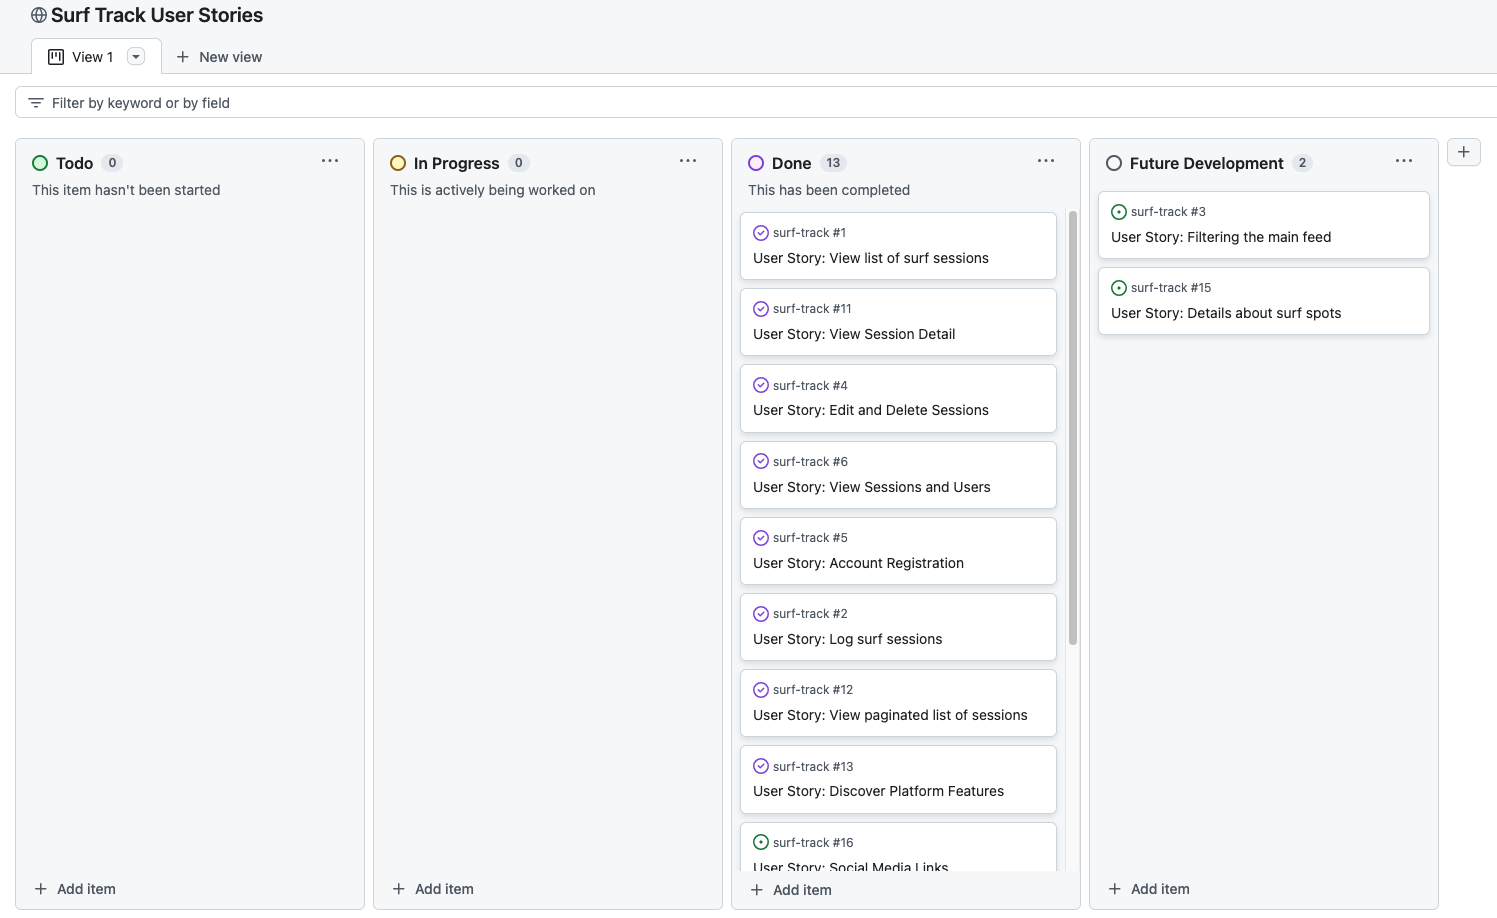 Surf Track User Stories
View 1
New view
Filter by keyword or by field
Todo 0
This item hasn't been started
Add item
In Progress 0
This is actively being worked on
Add item
Done 13
This has been completed
surf-track #1
User Story: View list of surf sessions
surf-track #11
User Story: View Session Detail
surf-track #4
User Story: Edit and Delete Sessions
surf-track #6
User Story: View Sessions and Users
surf-track #5
User Story: Account Registration
surf-track #2
User Story: Log surf sessions
surf-track #12
User Story: View paginated list of sessions
surf-track #13
User Story: Discover Platform Features
surf-track #16
User Story: Social Media Links
Add item
Future Development 2
surf-track #3
User Story: Filtering the main feed
surf-track #15
User Story: Details about surf spots
Add item